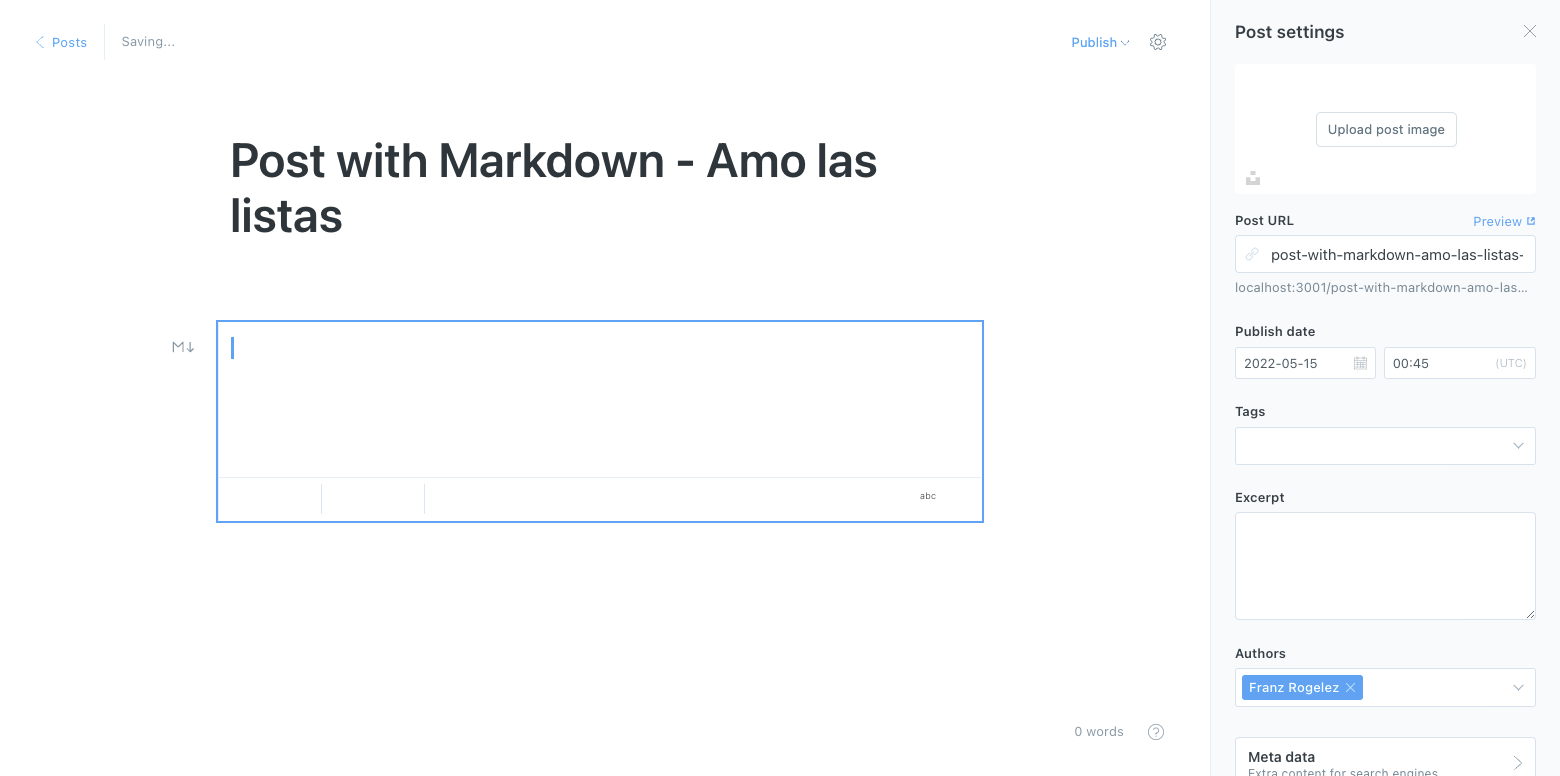 Posts
Saving...
Publish
Post with Markdown - Amo las
listas
M↓
abc
0 words
?
Post settings
Upload post image
Post URL
Preview
post-with-markdown-amo-las-listas-
localhost:3001/post-with-markdown-amo-las...
Publish date
2022-05-15
00:45 (UTC)
Tags
Excerpt
Authors
Franz Rogelez
Meta data
Extra content for search engines